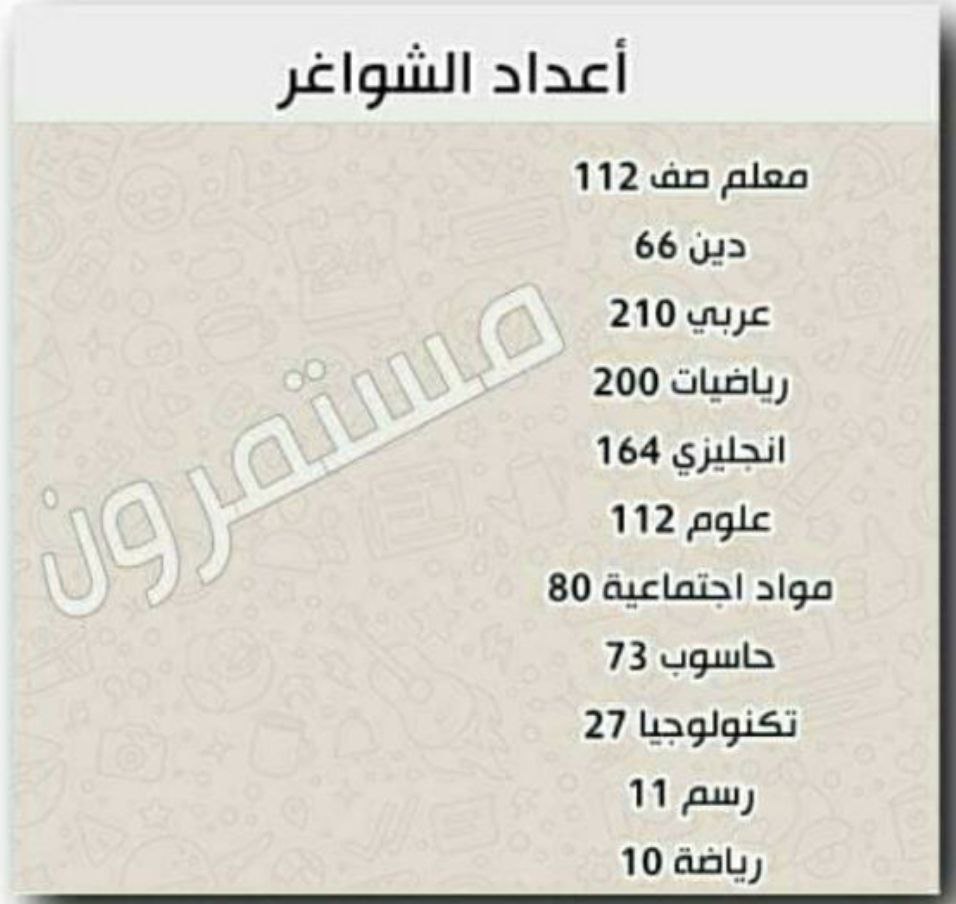 أعداد الشواغر
معلم صف 112
دين 66
عربي 210
رياضيات 200
انجليزي 164
علوم 112
مواد اجتماعية 80
حاسوب 73
تكنولوجيا 27
رسم 11
رياضة 10
مستمرون